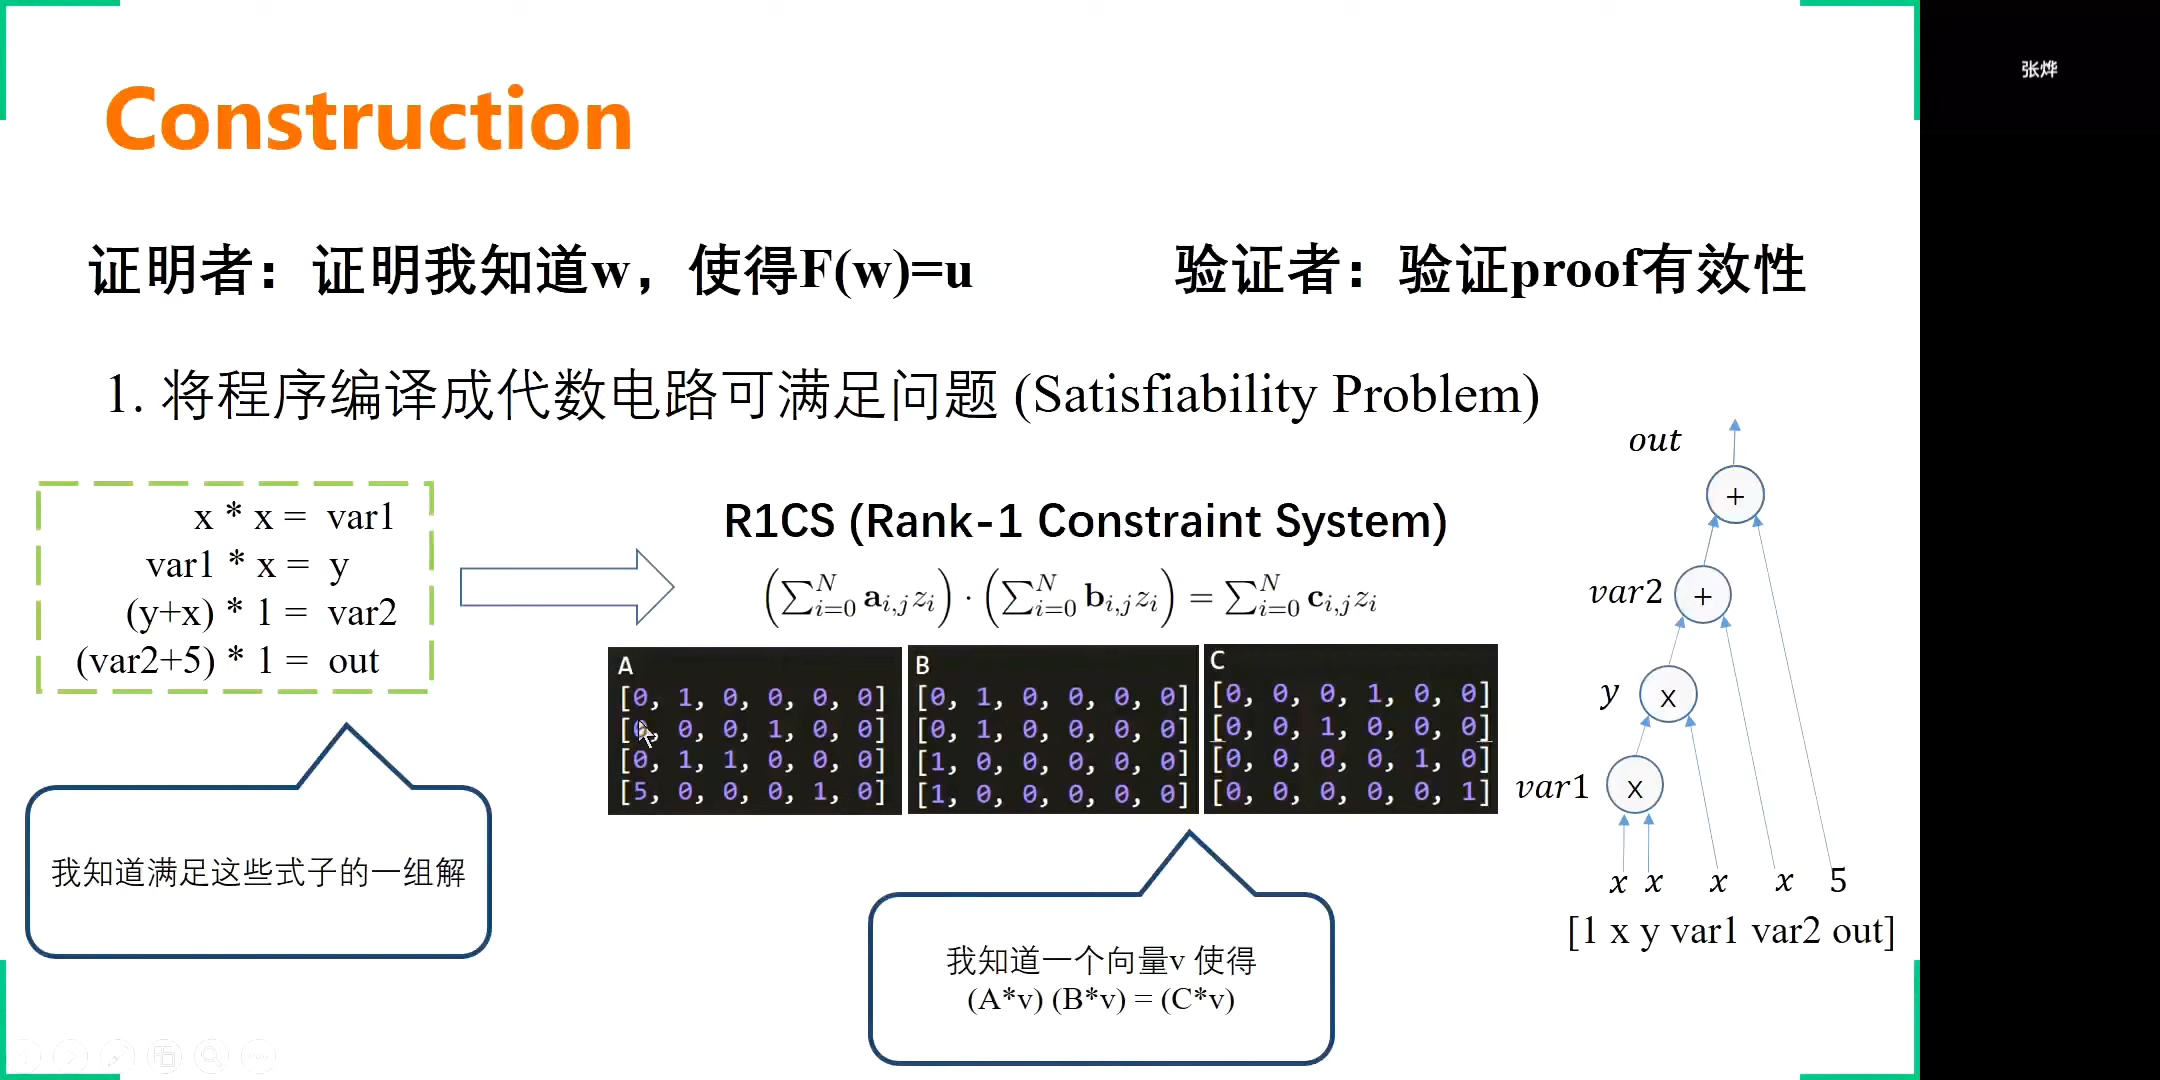 张烨
Construction
证明者：证明我知道w，使得F(w)=u
验证者：验证proof有效性
1. 将程序编译成代数电路可满足问题 (Satisfiability Problem)
x * x = var1
var1 * x = y
(y+x) * 1 = var2
(var2+5) * 1 = out
我知道满足这些式子的一组解
R1CS (Rank-1 Constraint System)
(∑_{i=0}^{N} a_{i,j}z_i) · (∑_{i=0}^{N} b_{i,j}z_i) = ∑_{i=0}^{N} c_{i,j}z_i
A
[0, 1, 0, 0, 0, 0]
[0, 0, 0, 1, 0, 0]
[0, 1, 1, 0, 0, 0]
[5, 0, 0, 0, 1, 0]
B
[0, 1, 0, 0, 0, 0]
[0, 1, 0, 0, 0, 0]
[1, 0, 0, 0, 0, 0]
[1, 0, 0, 0, 0, 0]
C
[0, 0, 0, 1, 0, 0]
[0, 0, 1, 0, 0, 0]
[0, 0, 0, 0, 1, 0]
[0, 0, 0, 0, 0, 1]
我知道一个向量v 使得
(A*v) (B*v) = (C*v)
out
+
var2
+
y
x
var1
x
x x x x 5
[1 x y var1 var2 out]